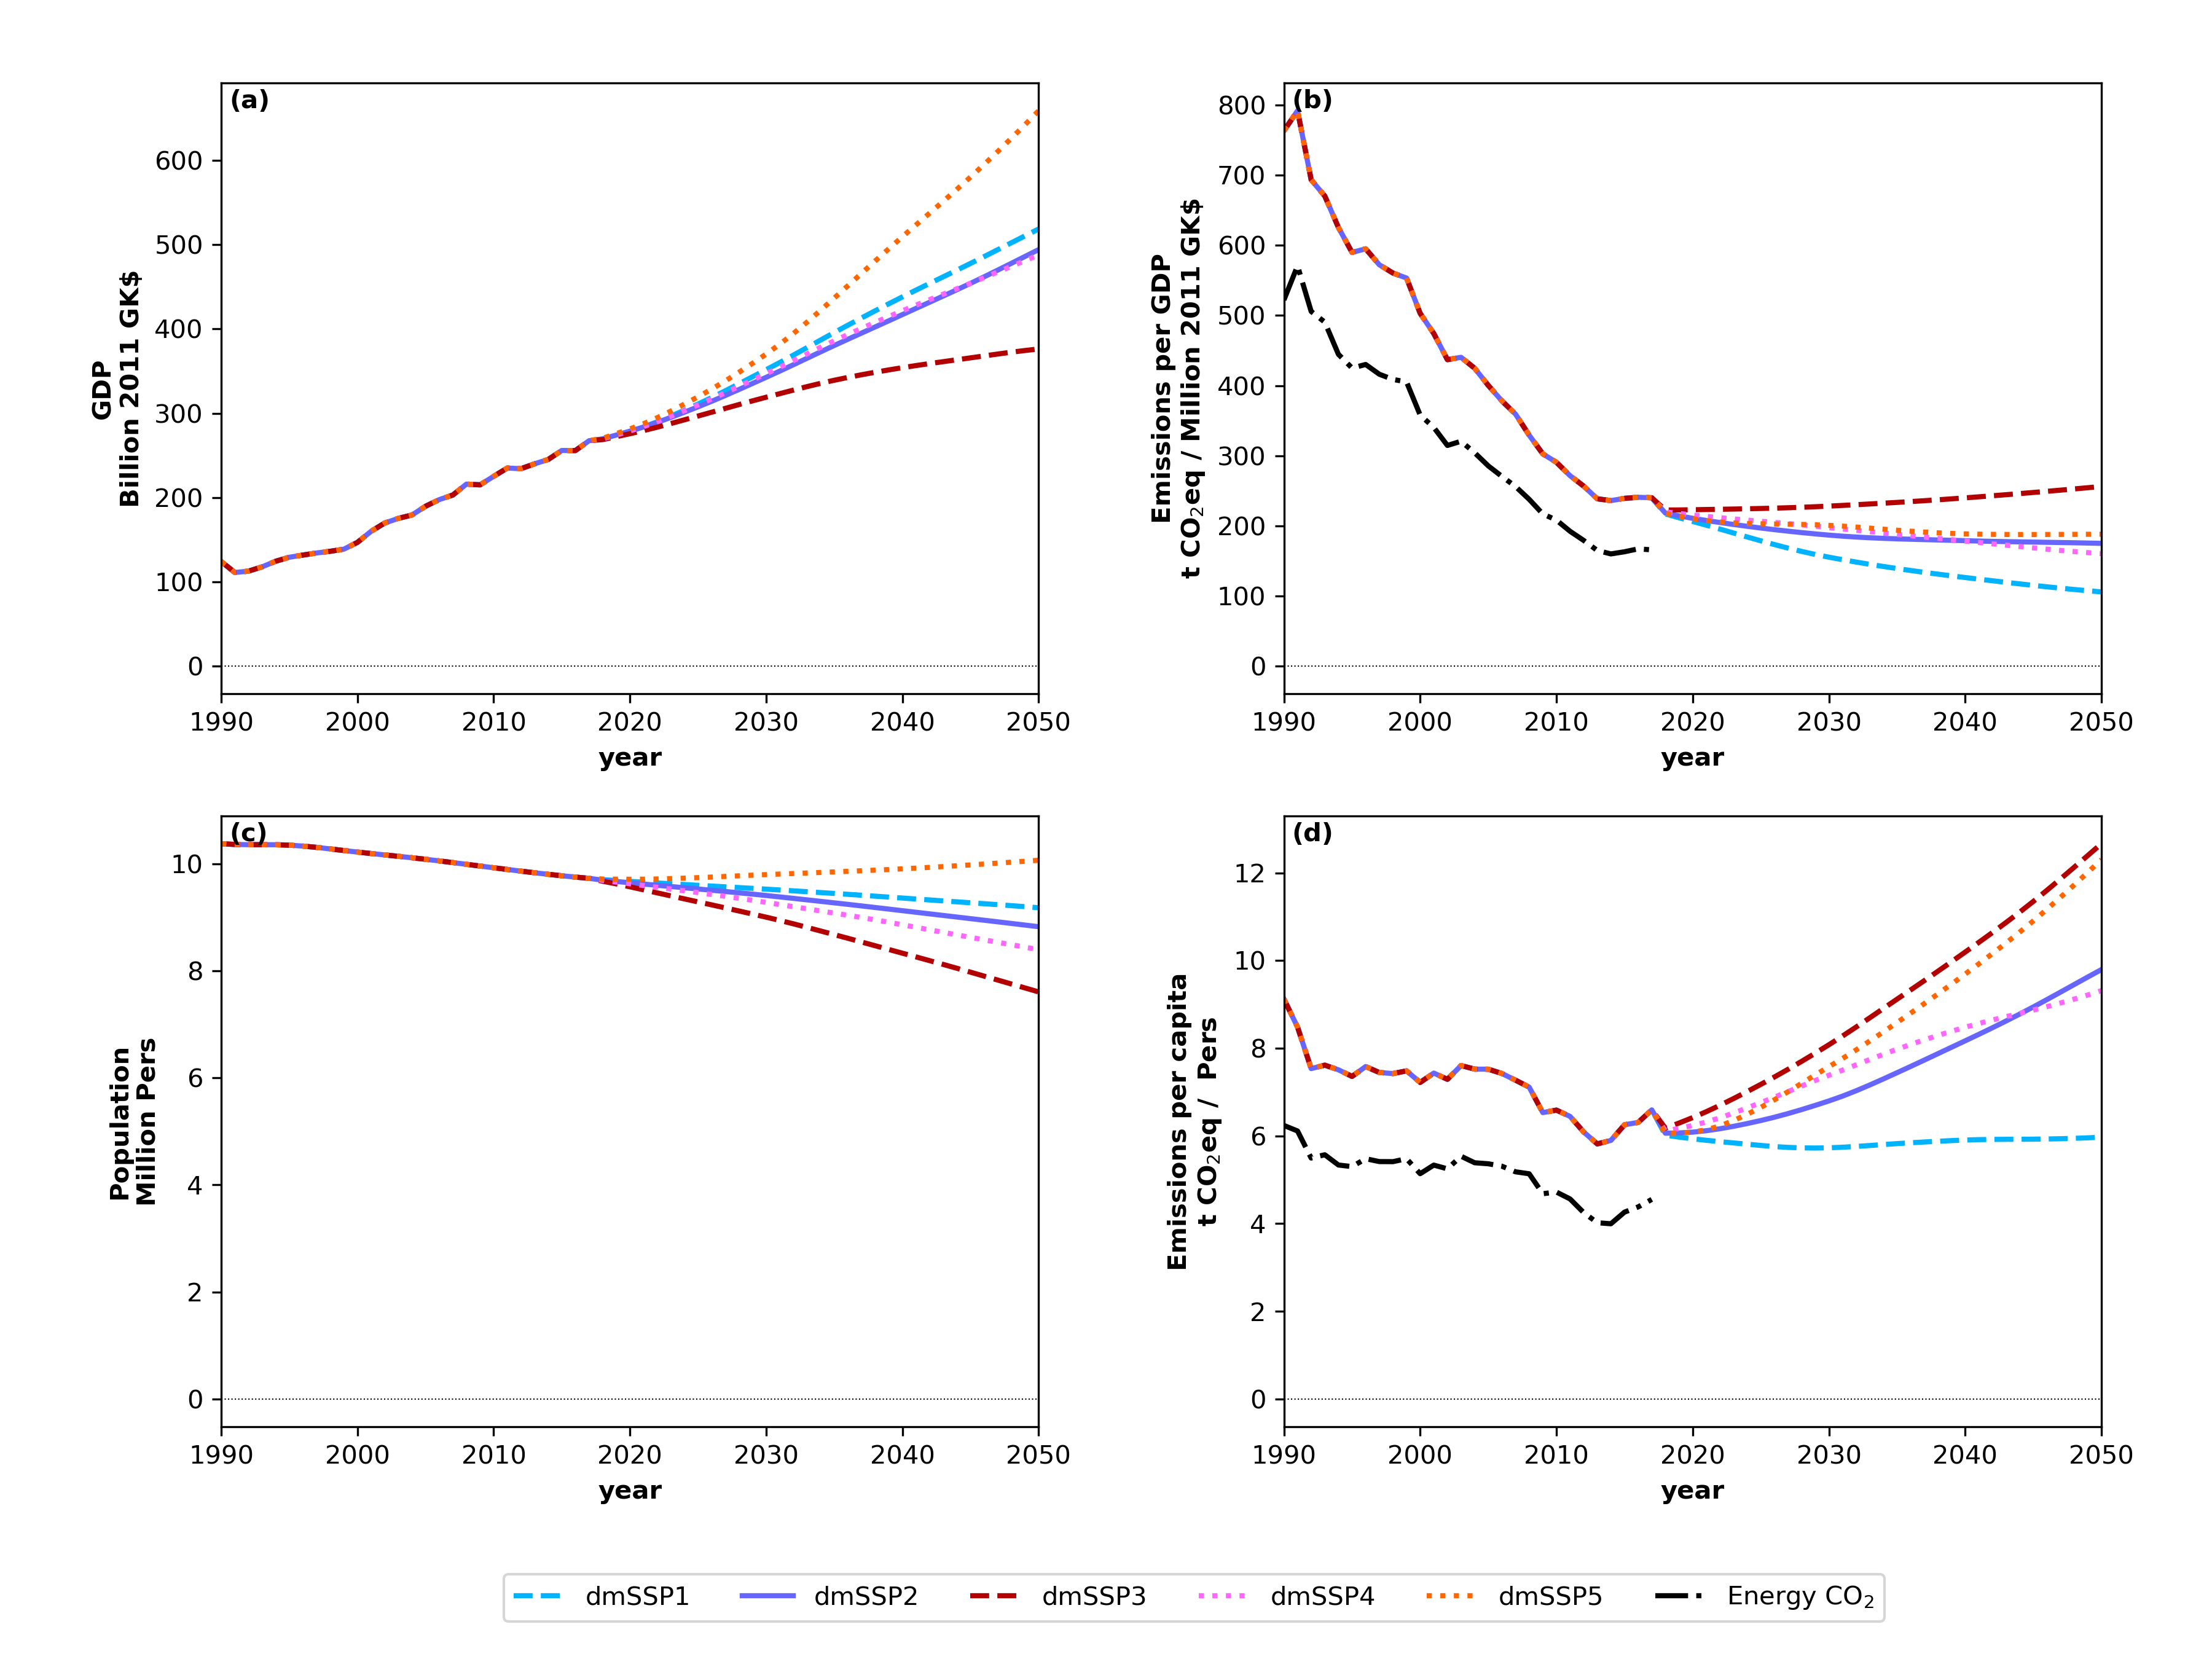 (a)
600
500
400
300
200
100
0
GDP
Billion 2011 GK$
1990 2000 2010 2020 2030 2040 2050
year
(b)
800
700
600
500
400
300
200
100
0
Emissions per GDP
t CO₂eq / Million 2011 GK$
1990 2000 2010 2020 2030 2040 2050
year
(c)
10
8
6
4
2
0
Population
Million Pers
1990 2000 2010 2020 2030 2040 2050
year
(d)
12
10
8
6
4
2
0
Emissions per capita
t CO₂eq / Pers
1990 2000 2010 2020 2030 2040 2050
year
dmSSP1 dmSSP2 dmSSP3 dmSSP4 dmSSP5 Energy CO₂